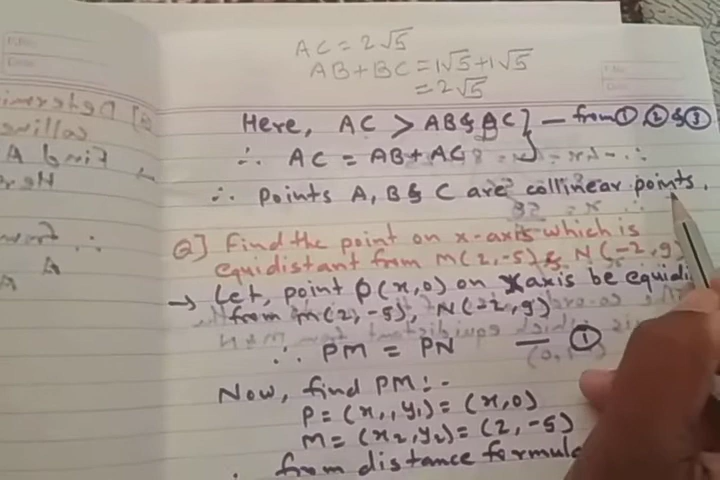 AC = 2√5
AB+BC = 1√5+1√5
= 2√5
Here, AC > AB & BC } — from ① ② & ③
∴ AC = AB + AC
∴ Points A, B & C are collinear points.
Q] Find the point on x-axis which is
equidistant from M(2,-5) & N(-2,9)
→ Let, point P(x,0) on X axis be equidi
from M(2,-5), N(-2,9)
∴ PM = PN — ①
Now, find PM :-
P = (x₁, y₁) = (x,0)
M = (x₂, y₂) = (2, -5)
∴ from distance formula